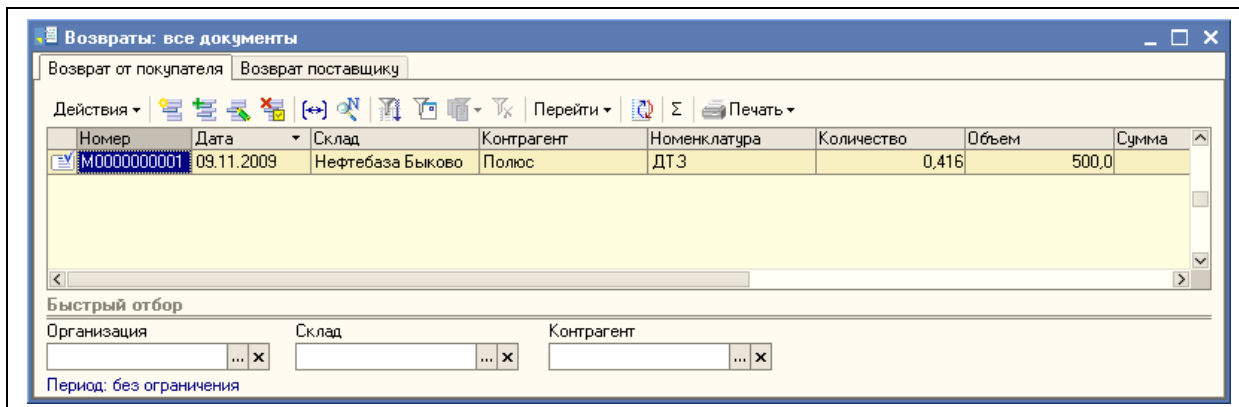 Возвраты: все документы
Возврат от покупателя Возврат поставщику
Действия Перейти Σ Печать
Номер Дата Склад Контрагент Номенклатура Количество Объем Сумма
М0000000001 09.11.2009 Нефтебаза Быково Полюс ДТ З 0,416 500,0
Быстрый отбор
Организация Склад Контрагент
... x ... x ... x
Период: без ограничения